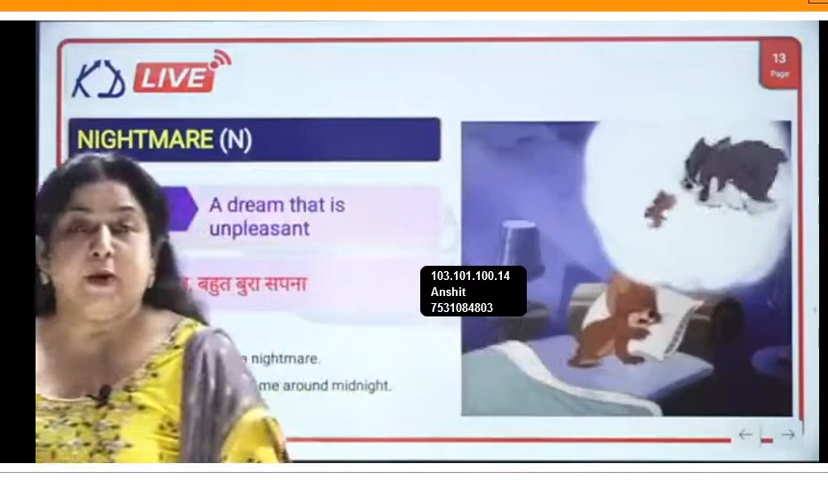 KD LIVE
13
Page
NIGHTMARE (N)
A dream that is
unpleasant
बहुत बुरा सपना
nightmare.
me around midnight.
103.101.100.14
Anshit
7531084803